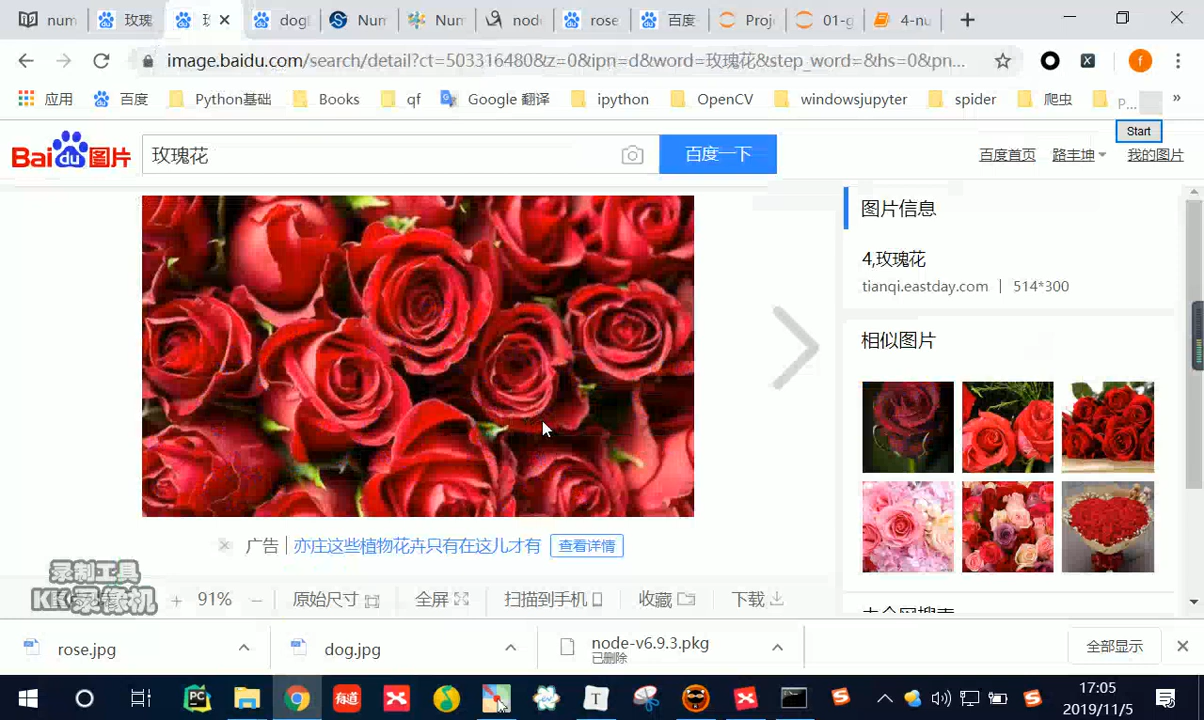 num
玫瑰
dogl
Num
Num
nod
rose
百度
Proj
01-g
4-nu
image.baidu.com/search/detail?ct=503316480&z=0&ipn=d&word=玫瑰花&step_word=&hs=0&pn...
f
应用
百度
Python基础
Books
qf
Google 翻译
ipython
OpenCV
windowsjupyter
spider
爬虫
P...
Start
Bai du 图片
玫瑰花
百度一下
百度首页
路丰坤
我的图片
图片信息
4,玫瑰花
tianqi.eastday.com | 514*300
相似图片
广告
亦庄这些植物花卉只有在这儿才有
查看详情
录制工具
KK录像机
+ 91% −
原始尺寸
全屏
扫描到手机
收藏
下载
rose.jpg
dog.jpg
node-v6.9.3.pkg
已删除
全部显示
PC
有道
T
17:05
2019/11/5